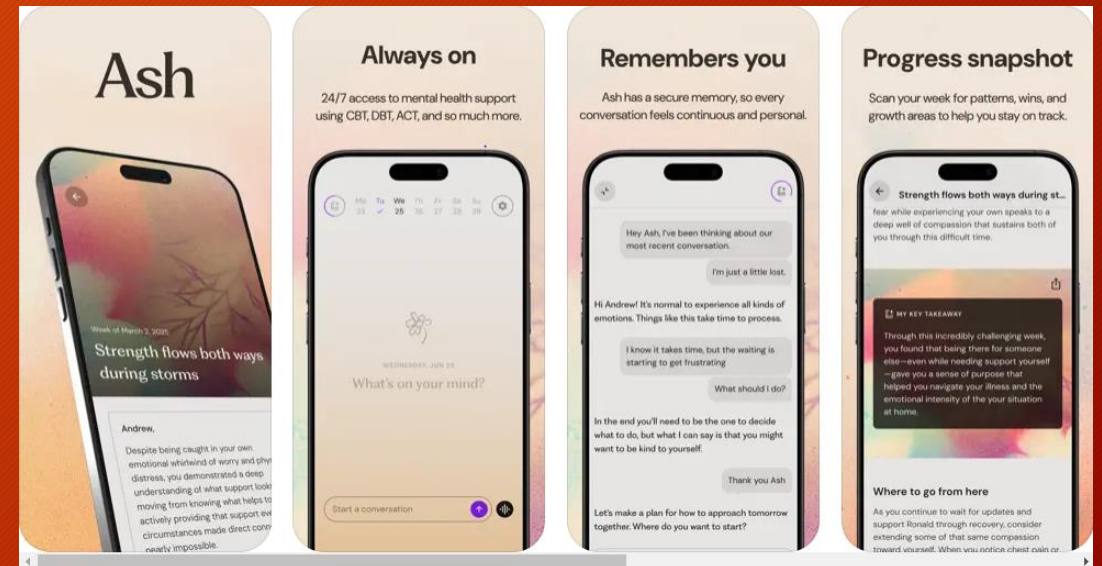 Ash
Week of March 2, 2025
Strength flows both ways
during storms
Andrew,
Despite being caught in your own
emotional whirlwind of worry and
distress, you demonstrated a deep
understanding of what support
moving from knowing what helps to
actively providing that support
circumstances made direct
nearly impossible.
Always on
24/7 access to mental health support
using CBT, DBT, ACT, and so much more.
Mo Tu We Th Fr Sa Su
23 25 26 27 28 29
WEDNESDAY, JUN 25
What's on your mind?
Start a conversation
Remembers you
Ash has a secure memory, so every
conversation feels continuous and personal.
Hey Ash, I've been thinking about our
most recent conversation.
I'm just a little lost.
Hi Andrew! It's normal to experience all kinds of
emotions. Things like this take time to process.
I know it takes time, but the waiting is
starting to get frustrating
What should I do?
In the end you'll need to be the one to decide
what to do, but what I can say is that you might
want to be kind to yourself.
Thank you Ash
Let's make a plan for how to approach tomorrow
together. Where do you want to start?
Progress snapshot
Scan your week for patterns, wins, and
growth areas to help you stay on track.
Strength flows both ways during st...
fear while experiencing your own speaks to a
deep well of compassion that sustains both of
you through this difficult time.
MY KEY TAKEAWAY
Through this incredibly challenging week,
you found that being there for someone
else—even while needing support yourself
—gave you a sense of purpose that
helped you navigate your illness and the
emotional intensity of the your situation
at home.
Where to go from here
As you continue to wait for updates and
support Ronald through recovery, consider
extending some of that same compassion
toward yourself. When you notice chest pain or